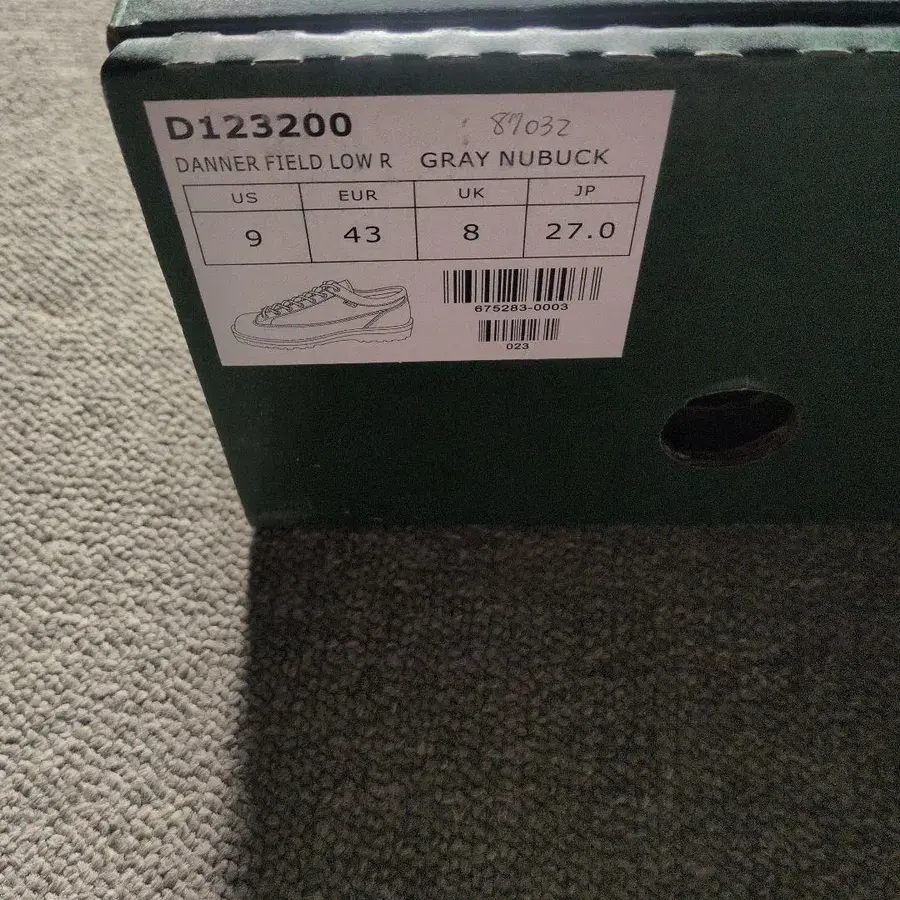 D123200 87032
DANNER FIELD LOW R GRAY NUBUCK
US EUR UK JP
9 43 8 27.0
675283-0003
023